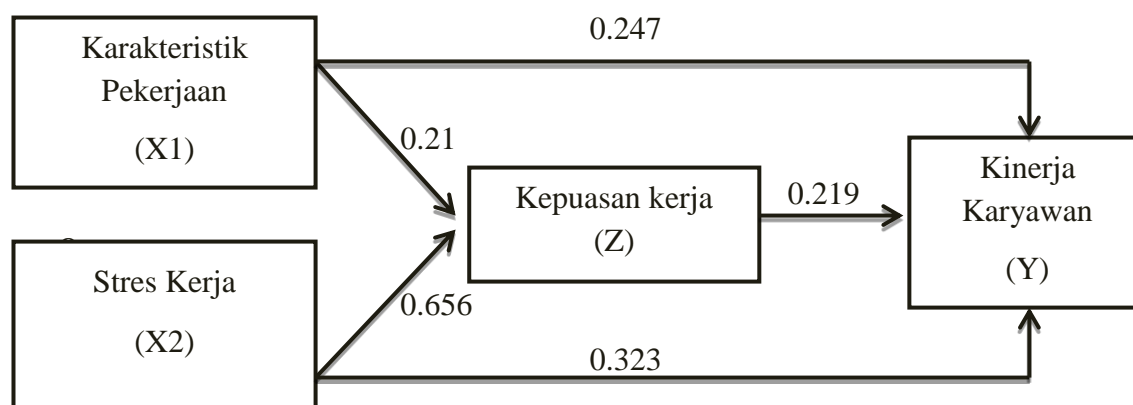 Karakteristik
Pekerjaan
(X1)
0.247
0.21
Kepuasan kerja
(Z)
0.219
Kinerja
Karyawan
(Y)
Stres Kerja
(X2)
0.656
0.323